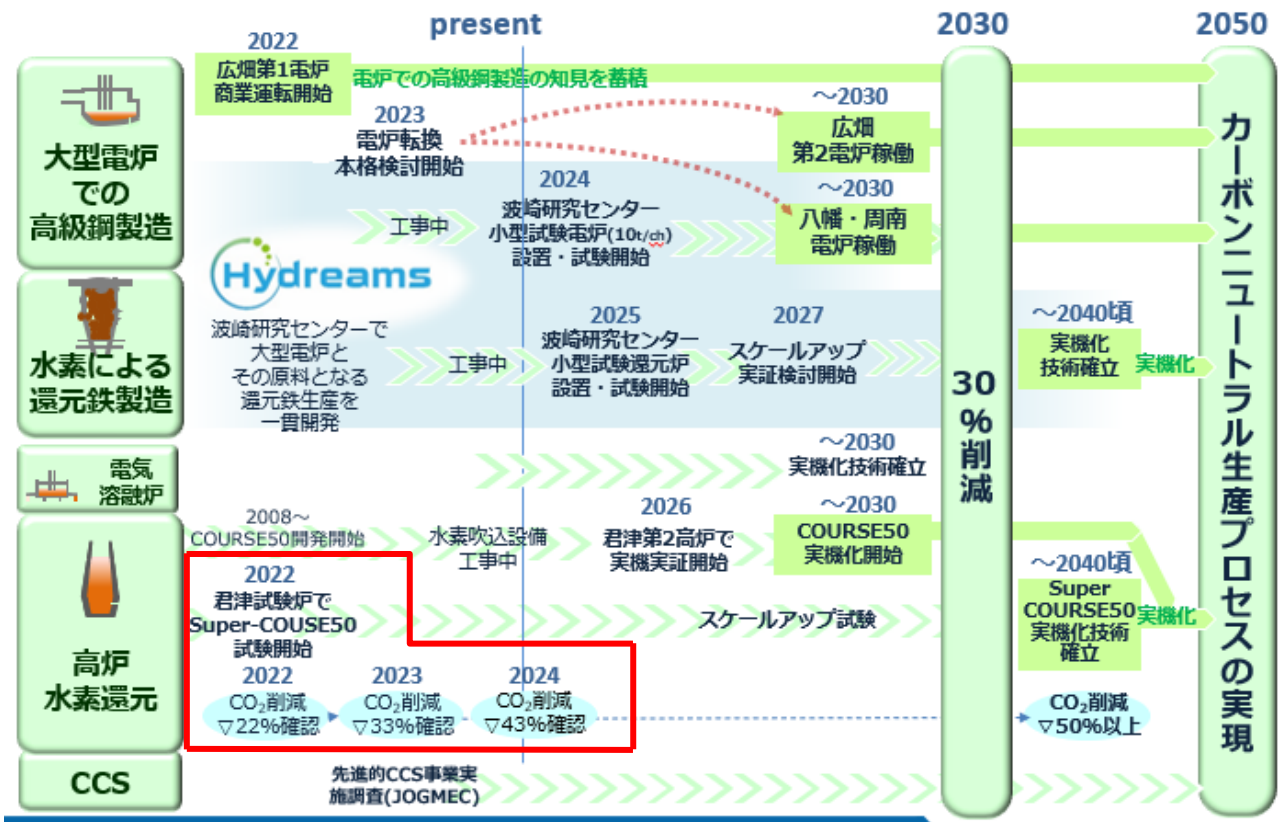 present
2030
2050
大型電炉
での
高級鋼製造
2022
広畑第1電炉
商業運転開始
電炉での高級鋼製造の知見を蓄積
2023
電炉転換
本格検討開始
～2030
広畑
第2電炉稼働
～2030
八幡・周南
電炉稼働
工事中
2024
波崎研究センター
小型試験電炉(10t/ch)
設置・試験開始
Hydreams
波崎研究センターで
大型電炉と
その原料となる
還元鉄生産を
一貫開発
水素による
還元鉄製造
工事中
2025
波崎研究センター
小型試験還元炉
設置・試験開始
2027
スケールアップ
実証検討開始
～2040頃
実機化
技術確立
実機化
電気
溶融炉
～2030
実機化技術確立
高炉
水素還元
2008～
COURSE50開発開始
水素吹込設備
工事中
2026
君津第2高炉で
実機実証開始
～2030
COURSE50
実機化開始
2022
君津試験炉で
Super-COUSE50
試験開始
スケールアップ試験
～2040頃
Super
COURSE50
実機化技術
確立
実機化
2022
CO₂削減
▽22%確認
2023
CO₂削減
▽33%確認
2024
CO₂削減
▽43%確認
CO₂削減
▽50%以上
CCS
先進的CCS事業実
施調査(JOGMEC)
30%削減
カーボンニュートラル生産プロセスの実現